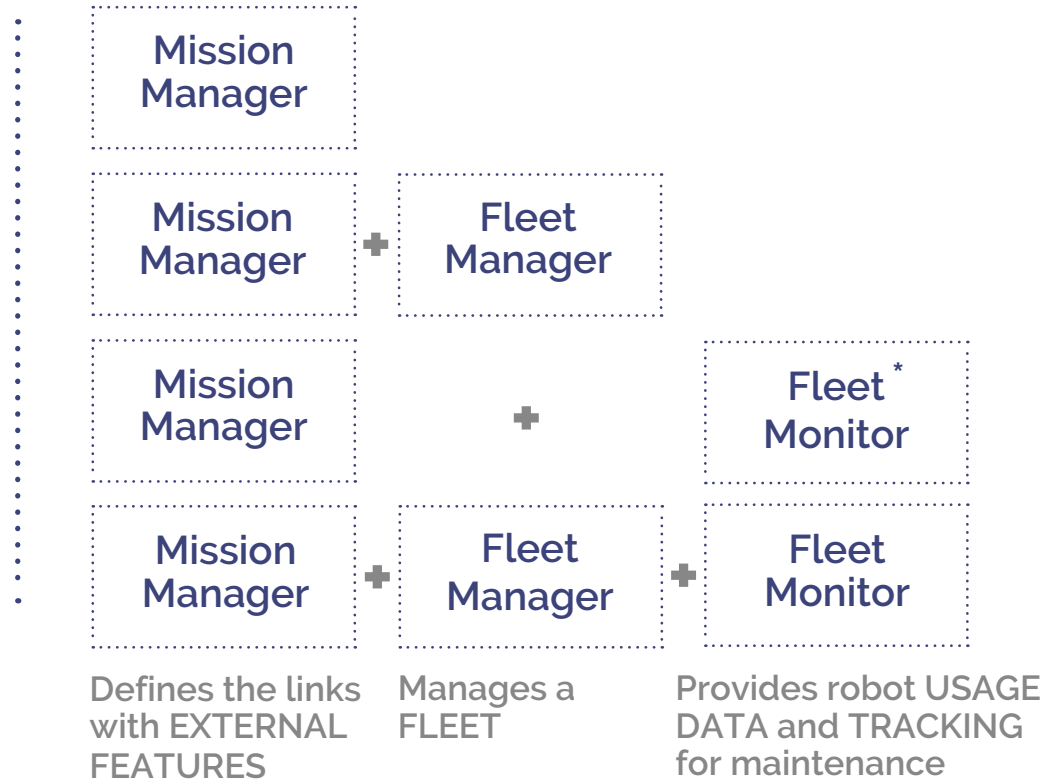 Mission
Manager
Mission
Manager
Fleet
Manager
Mission
Manager
Fleet *
Monitor
Mission
Manager
Fleet
Manager
Fleet
Monitor
Defines the links
with EXTERNAL
FEATURES
Manages a
FLEET
Provides robot USAGE
DATA and TRACKING
for maintenance